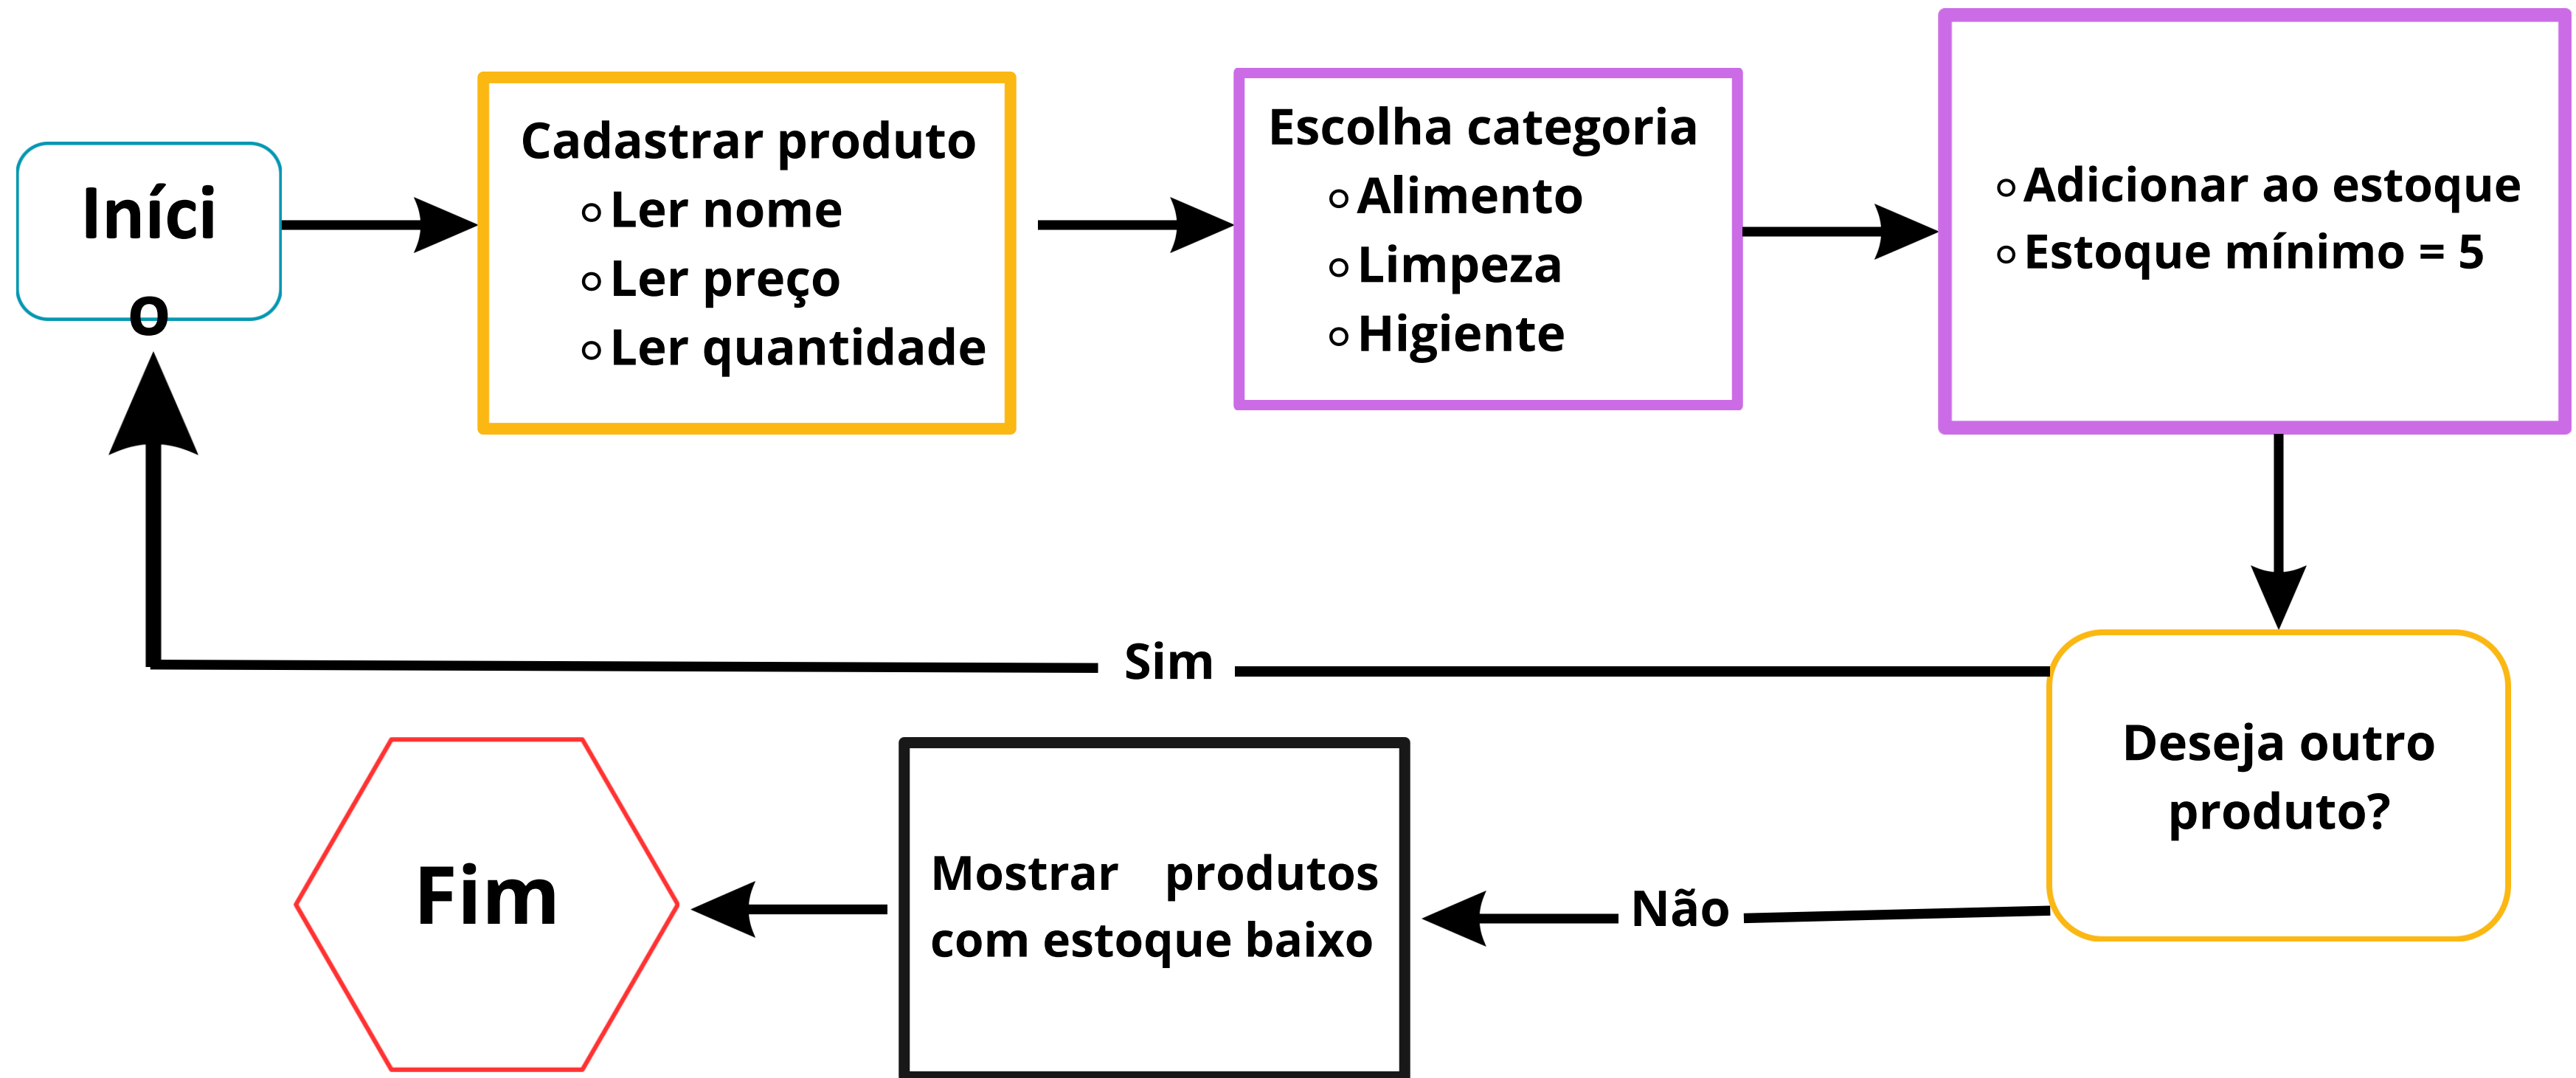 Iníci
o
Cadastrar produto
Ler nome
Ler preço
Ler quantidade
Escolha categoria
Alimento
Limpeza
Higiente
Adicionar ao estoque
Estoque mínimo = 5
Deseja outro
produto?
Sim
Não
Mostrar produtos
com estoque baixo
Fim